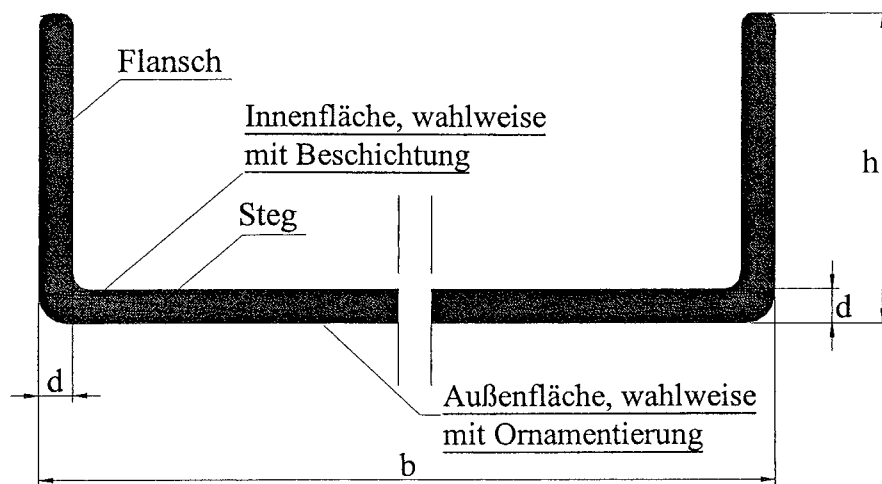 Flansch
Innenfläche, wahlweise
mit Beschichtung
h
Steg
d
d
Außenfläche, wahlweise
mit Ornamentierung
b